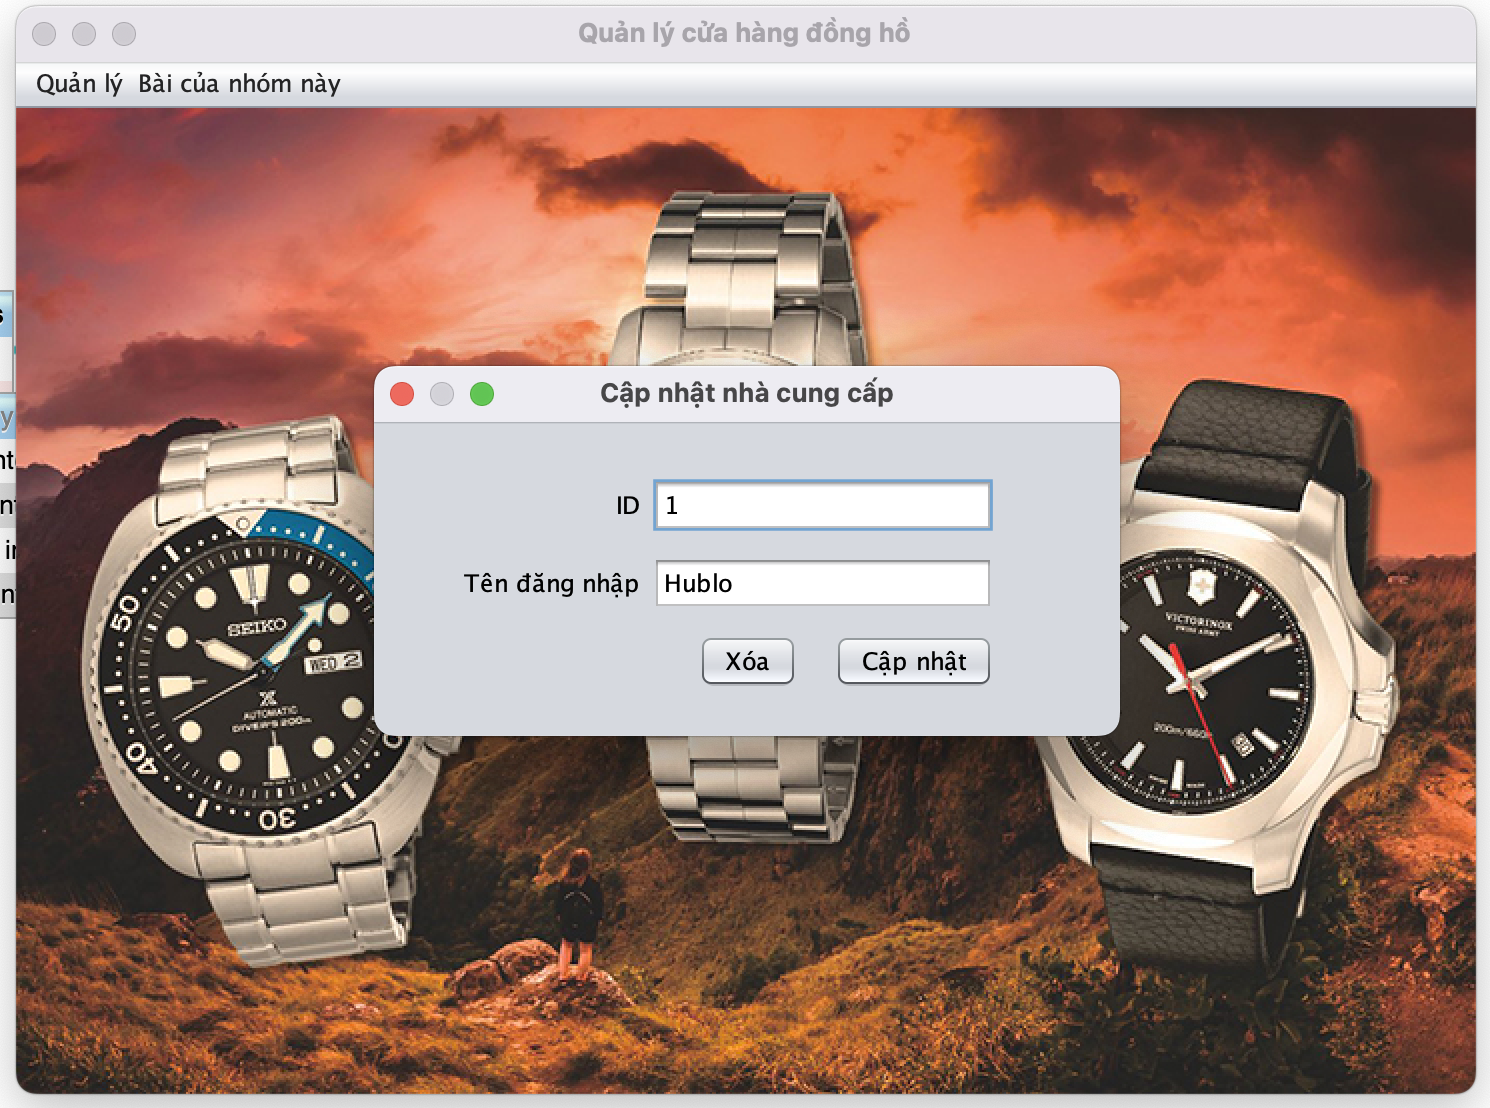 Quản lý cửa hàng đồng hồ
Quản lý Bài của nhóm này
Cập nhật nhà cung cấp
ID 1
Tên đăng nhập Hublo
Xóa Cập nhật
SEIKO
WED 2
AUTOMATIC
DIVER'S 200m
50
40
30
VICTORINOX
SWISS ARMY